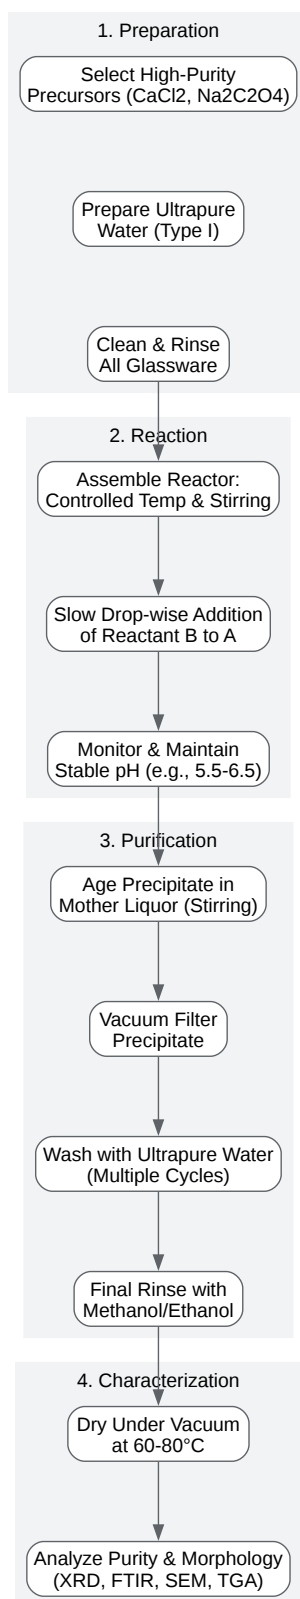 1. Preparation
Select High-Purity
Precursors (CaCl2, Na2C2O4)
Prepare Ultrapure
Water (Type I)
Clean & Rinse
All Glassware
2. Reaction
Assemble Reactor:
Controlled Temp & Stirring
Slow Drop-wise Addition
of Reactant B to A
Monitor & Maintain
Stable pH (e.g., 5.5-6.5)
3. Purification
Age Precipitate in
Mother Liquor (Stirring)
Vacuum Filter
Precipitate
Wash with Ultrapure Water
(Multiple Cycles)
Final Rinse with
Methanol/Ethanol
4. Characterization
Dry Under Vacuum
at 60-80°C
Analyze Purity & Morphology
(XRD, FTIR, SEM, TGA)